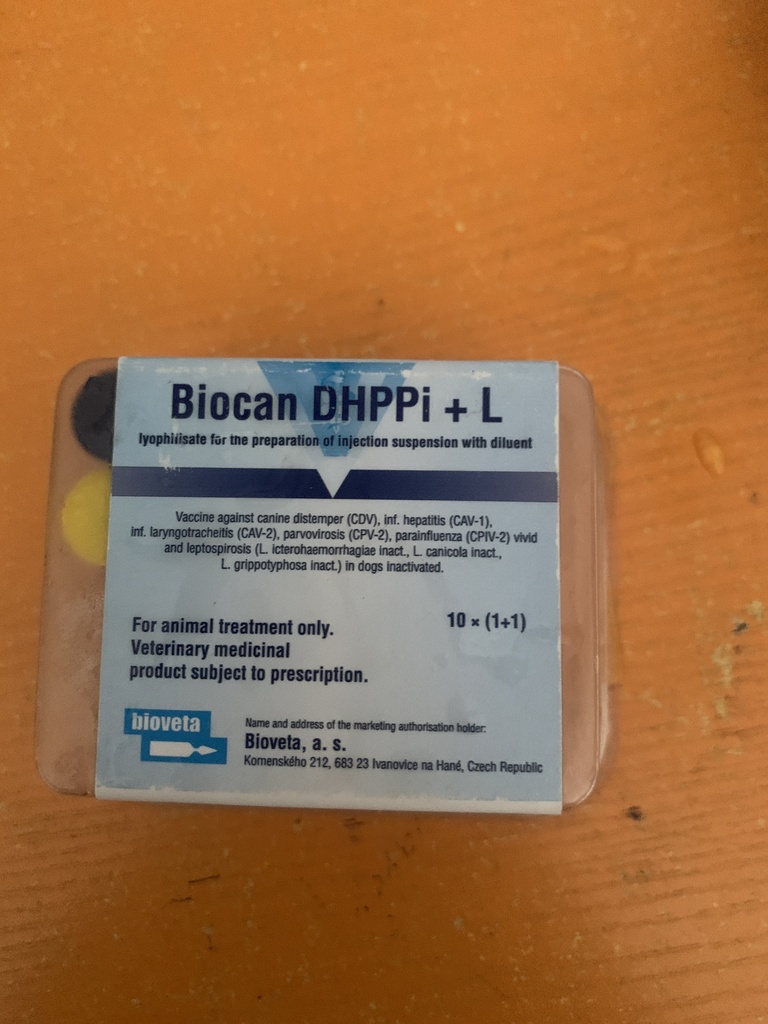 Biocan DHPPi + L
lyophilisate for the preparation of injection suspension with diluent
Vaccine against canine distemper (CDV), inf. hepatitis (CAV-1),
inf. laryngotracheitis (CAV-2), parvovirosis (CPV-2), parainfluenza (CPIV-2) vivid
and leptospirosis (L. icterohaemorrhagiae inact., L. canicola inact.,
L. grippotyphosa inact.) in dogs inactivated.
10 × (1+1)
For animal treatment only.
Veterinary medicinal
product subject to prescription.
bioveta
Name and address of the marketing authorisation holder:
Bioveta, a. s.
Komenského 212, 683 23 Ivanovice na Hané, Czech Republic